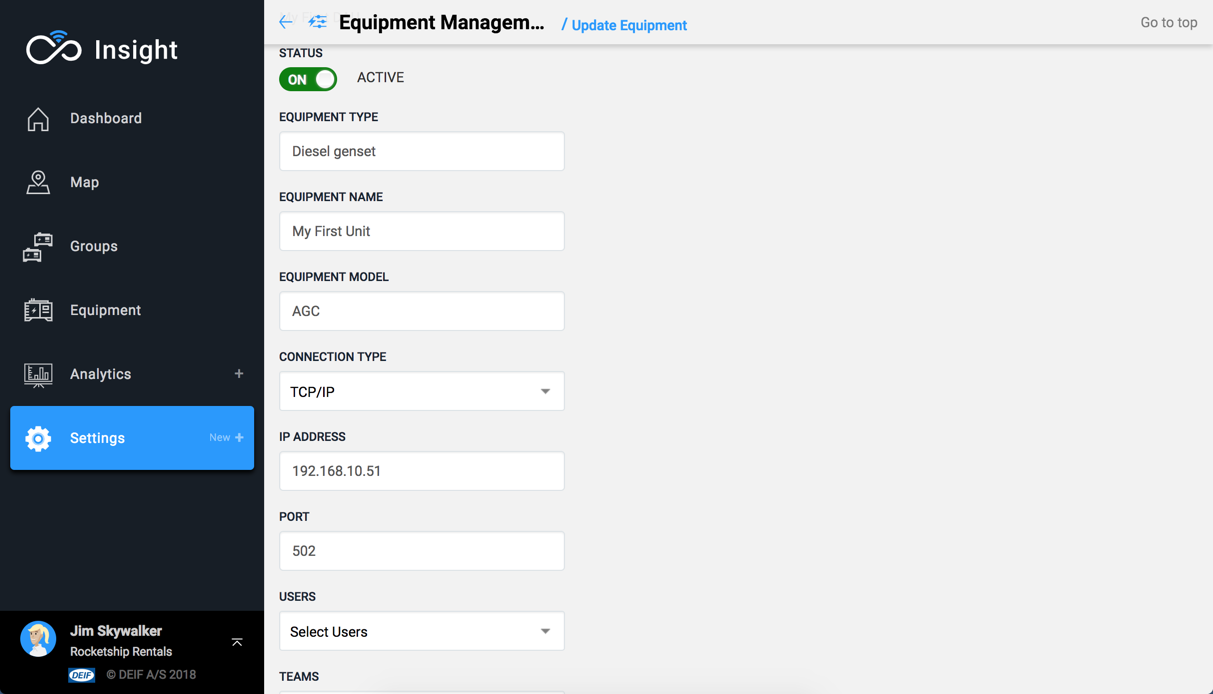 Insight
Dashboard
Map
Groups
Equipment
Analytics +
Settings New +
Jim Skywalker
Rocketship Rentals
DEIF © DEIF A/S 2018
Equipment Managem... / Update Equipment
Go to top
STATUS
ON ACTIVE
EQUIPMENT TYPE
Diesel genset
EQUIPMENT NAME
My First Unit
EQUIPMENT MODEL
AGC
CONNECTION TYPE
TCP/IP
IP ADDRESS
192.168.10.51
PORT
502
USERS
Select Users
TEAMS